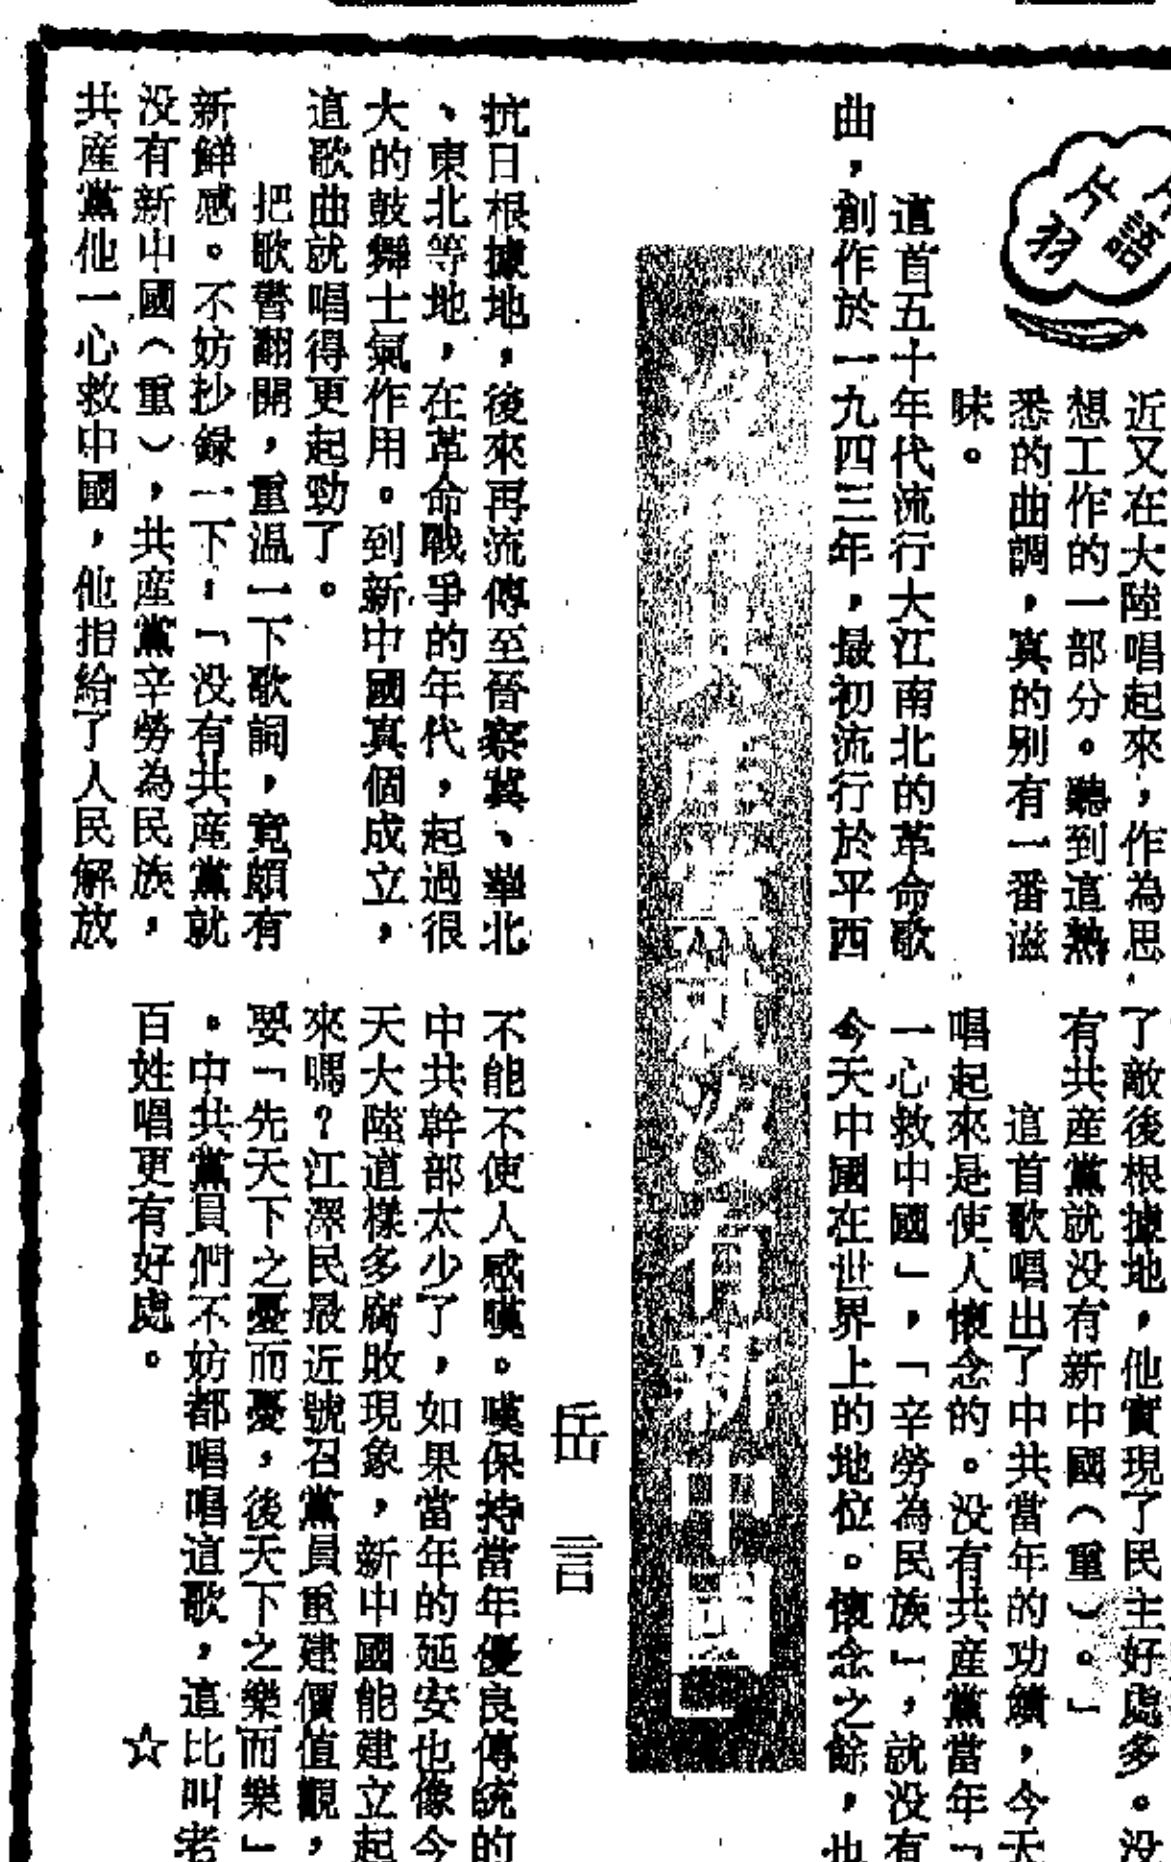 「沒有共產黨就沒有新中國」
岳言
近又在大陸唱起來，作為思
想工作的一部分。聽到這熟
悉的曲調，真的別有一番滋
味。
這首五十年代流行大江南北的革命歌
曲，創作於一九四三年，最初流行於平西
抗日根據地，後來再流傳至晉察冀、華北
、東北等地，在革命戰爭的年代，起過很
大的鼓舞士氣作用。到新中國真個成立，
這歌曲就唱得更起勁了。
把歌譜翻開，重温一下歌詞，竟頗有
新鮮感。不妨抄錄一下：「没有共産黨就
没有新中國（重），共産黨辛勞為民族，
共産黨他一心救中國，他指給了人民解放
了敵後根據地，他實現了民主好處多。没
有共産黨就没有新中國（重）。」
這首歌唱出了中共當年的功績，今天
唱起來是使人懷念的。没有共産黨當年「
一心救中國」，「辛勞為民族」，就没有
今天中國在世界上的地位。懷念之餘，也
不能不使人感嘆。嘆保持當年優良傳統的
中共幹部太少了，如果當年的延安也像今
天大陸這樣多腐敗現象，新中國能建立起
來嗎？江澤民最近號召黨員重建價值觀，
要「先天下之憂而憂，後天下之樂而樂」
。中共黨員們不妨都唱唱這歌，這比叫老
百姓唱更有好處。 ☆